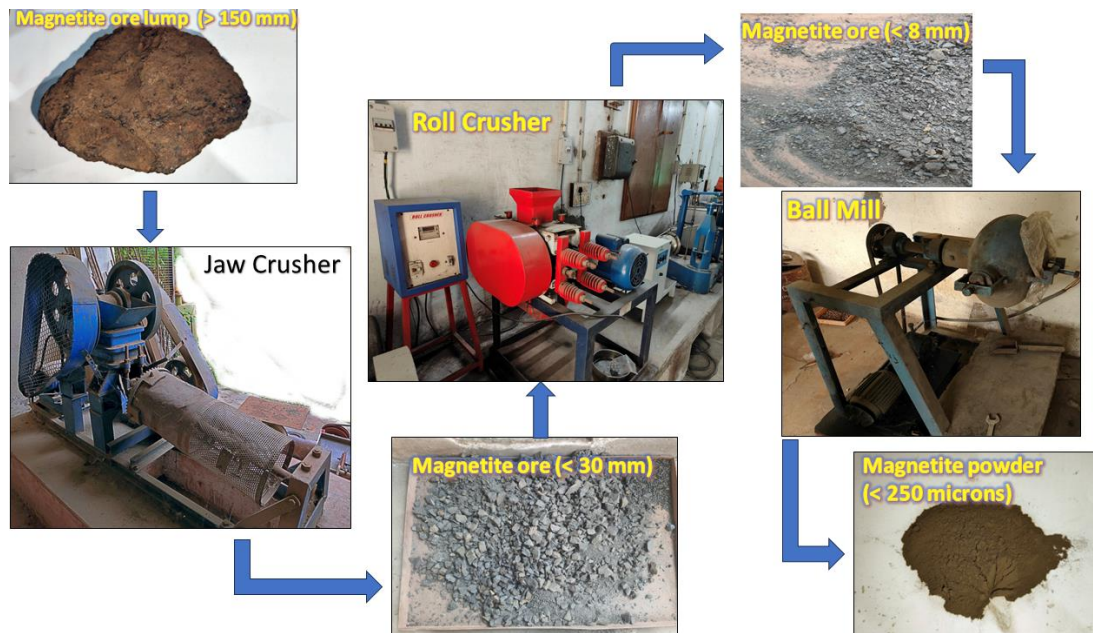 Magnetite ore lump (> 150 mm)
Jaw Crusher
Magnetite ore (< 30 mm)
Roll Crusher
ROLL CRUSHER
Magnetite ore (< 8 mm)
Ball Mill
Magnetite powder
(< 250 microns)